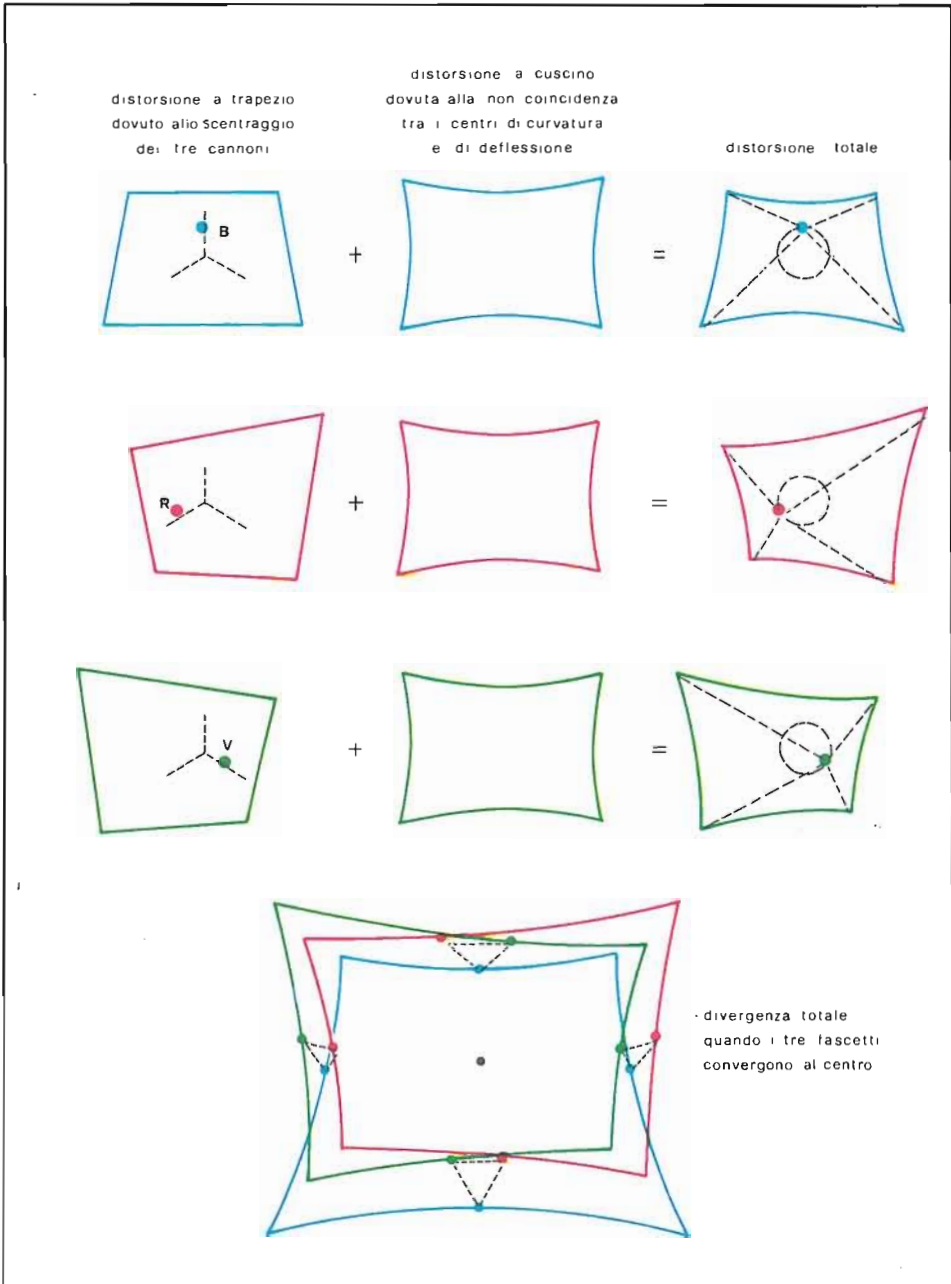 distorsione a trapezio
dovuto allo Scentraggio
dei tre cannoni
distorsione a cuscino
dovuta alla non coincidenza
tra i centri di curvatura
e di deflessione
distorsione totale
B
+
=
R
+
=
V
+
=
divergenza totale
quando i tre fascetti
convergono al centro